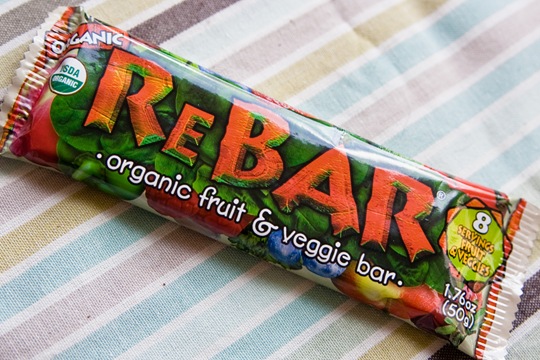 ORGANIC
USDA
ORGANIC
REBAR®
•organic fruit & veggie bar•
8
SERVINGS
FRUIT
& VEGGIES
1.76oz
(50g)